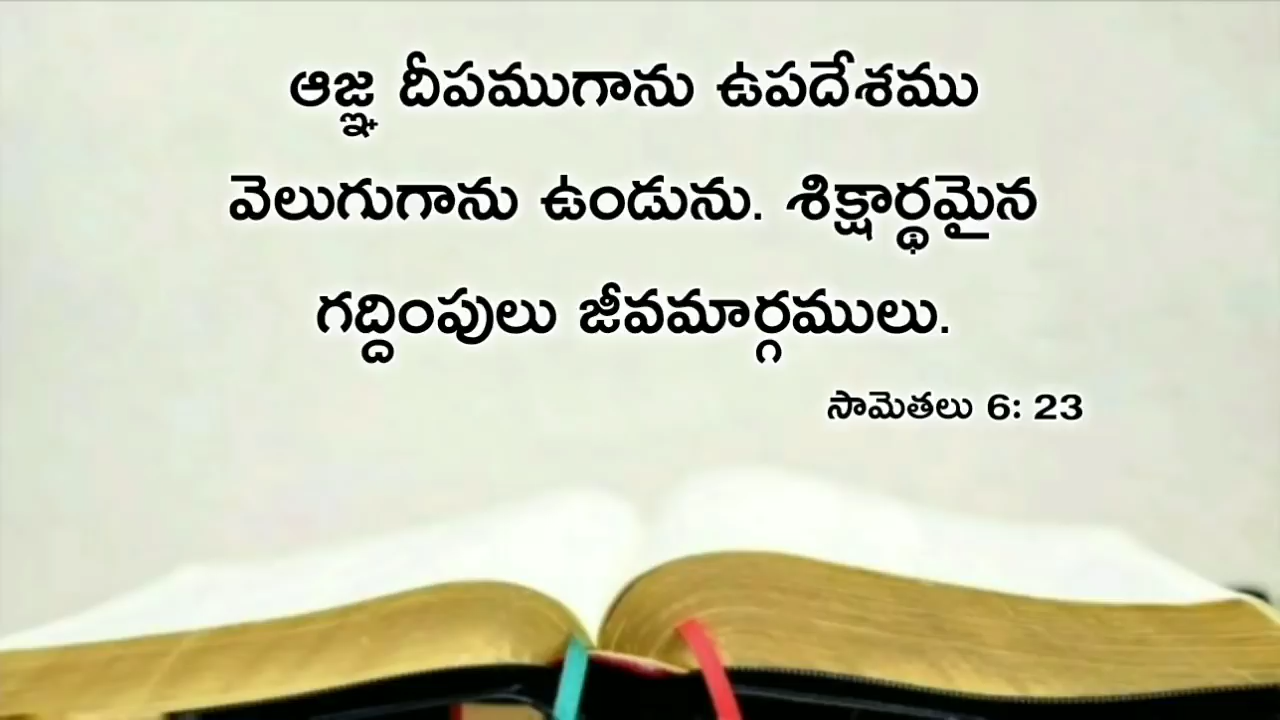 ఆజ్ఞ దీపముగాను ఉపదేశము
వెలుగుగాను ఉండును. శిక్షార్థమైన
గద్దింపులు జీవమార్గములు.
సామెతలు 6: 23